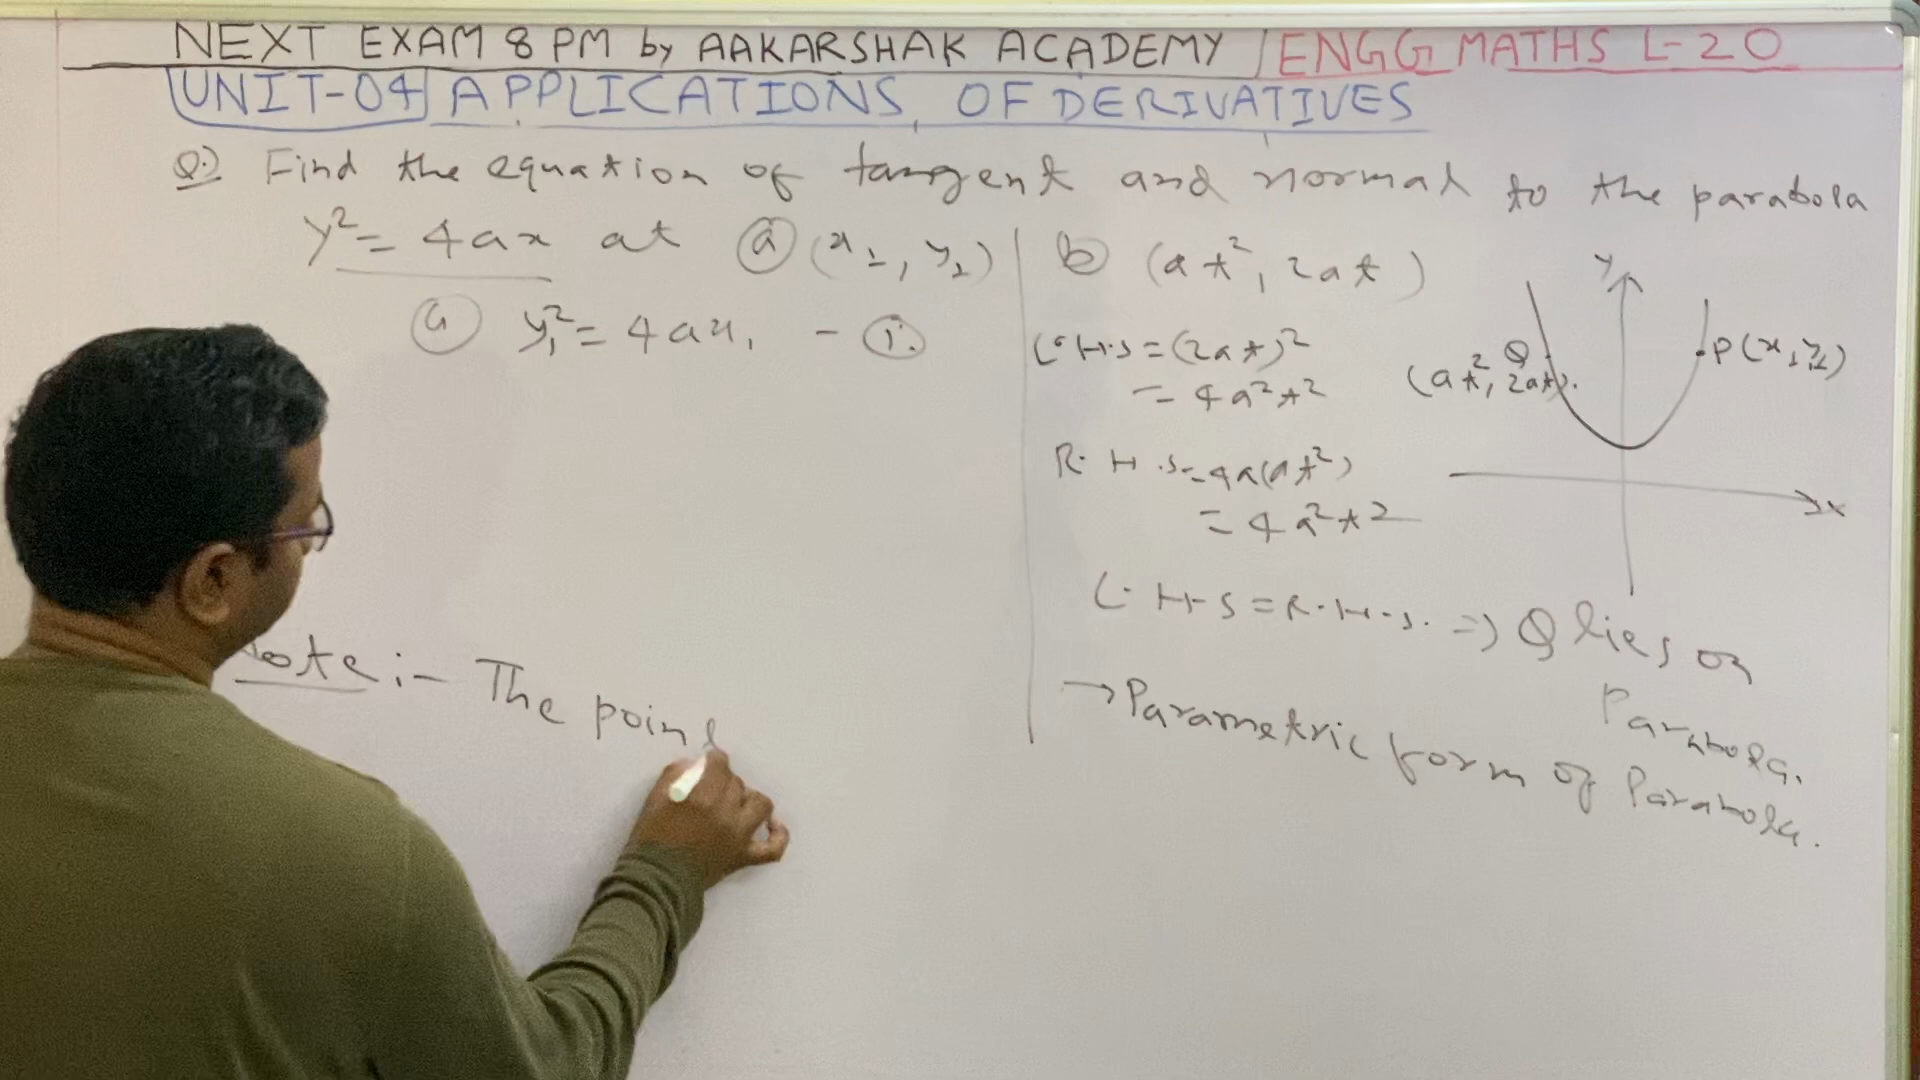 NEXT EXAM 8 PM by AAKARSHAK ACADEMY | ENGG MATHS L-20
UNIT-04 APPLICATIONS OF DERIVATIVES
Q.) Find the equation of tangent and normal to the parabola
y² = 4ax at ⓐ (x₁, y₁) | ⓑ (at², 2at)
ⓐ y₁² = 4ax₁ - ⓘ
L.H.S = (2at)²
= 4a²t²
R.H.S. = 4a(at²)
= 4a²t²
L.H.S = R.H.S. ⇒ Q lies on
Parabola.
→ Parametric form of Parabola.
y
Q
(at², 2at).
P(x₁, y₁)
x
ote :- The poin